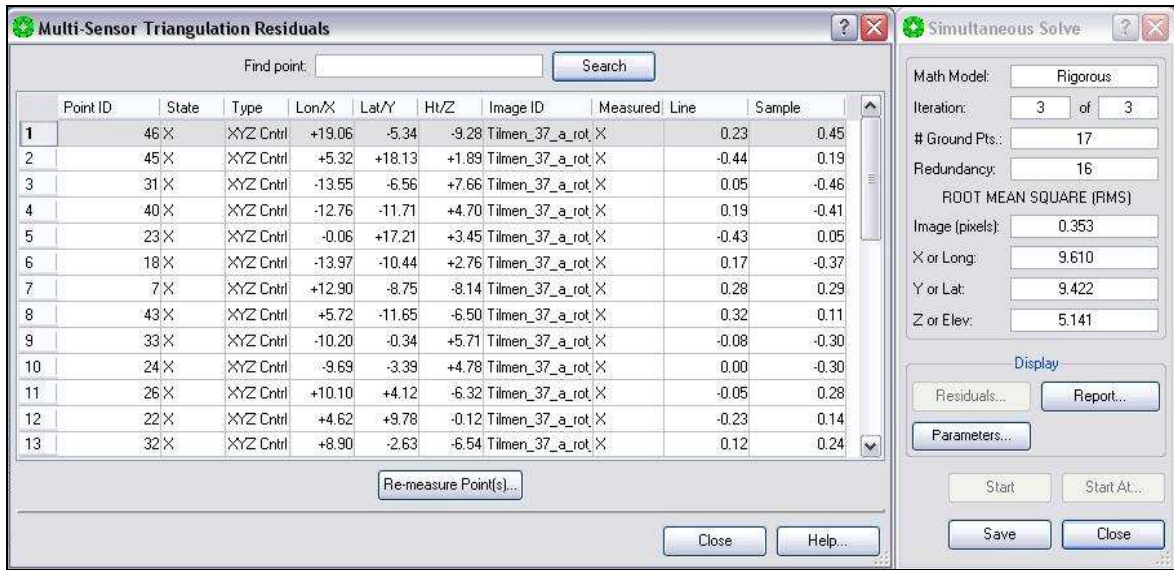 Multi-Sensor Triangulation Residuals
Find point: Search
Point ID State Type Lon/X Lat/Y Ht/Z Image ID Measured Line Sample
1 46 X XYZ Cntrl +19.06 -5.34 -9.28 Tilmen_37_a_rot X 0.23 0.45
2 45 X XYZ Cntrl +5.32 +18.13 +1.89 Tilmen_37_a_rot X -0.44 0.19
3 31 X XYZ Cntrl -13.55 -6.56 +7.66 Tilmen_37_a_rot X 0.05 -0.46
4 40 X XYZ Cntrl -12.76 -11.71 +4.70 Tilmen_37_a_rot X 0.19 -0.41
5 23 X XYZ Cntrl -0.06 +17.21 +3.45 Tilmen_37_a_rot X -0.43 0.05
6 18 X XYZ Cntrl -13.97 -10.44 +2.76 Tilmen_37_a_rot X 0.17 -0.37
7 7 X XYZ Cntrl +12.90 -8.75 -8.14 Tilmen_37_a_rot X 0.28 0.29
8 43 X XYZ Cntrl +5.72 -11.65 -6.50 Tilmen_37_a_rot X 0.32 0.11
9 33 X XYZ Cntrl -10.20 -0.34 +5.71 Tilmen_37_a_rot X -0.08 -0.30
10 24 X XYZ Cntrl -9.69 -3.39 +4.78 Tilmen_37_a_rot X 0.00 -0.30
11 26 X XYZ Cntrl +10.10 +4.12 -6.32 Tilmen_37_a_rot X -0.05 0.28
12 22 X XYZ Cntrl +4.62 +9.78 -0.12 Tilmen_37_a_rot X -0.23 0.14
13 32 X XYZ Cntrl +8.90 -2.63 -6.54 Tilmen_37_a_rot X 0.12 0.24
Re-measure Point(s)...
Close Help...
Simultaneous Solve
Math Model: Rigorous
Iteration: 3 of 3
# Ground Pts.: 17
Redundancy: 16
ROOT MEAN SQUARE (RMS)
Image (pixels): 0.353
X or Long: 9.610
Y or Lat: 9.422
Z or Elev: 5.141
Display
Residuals... Report...
Parameters...
Start Start At...
Save Close